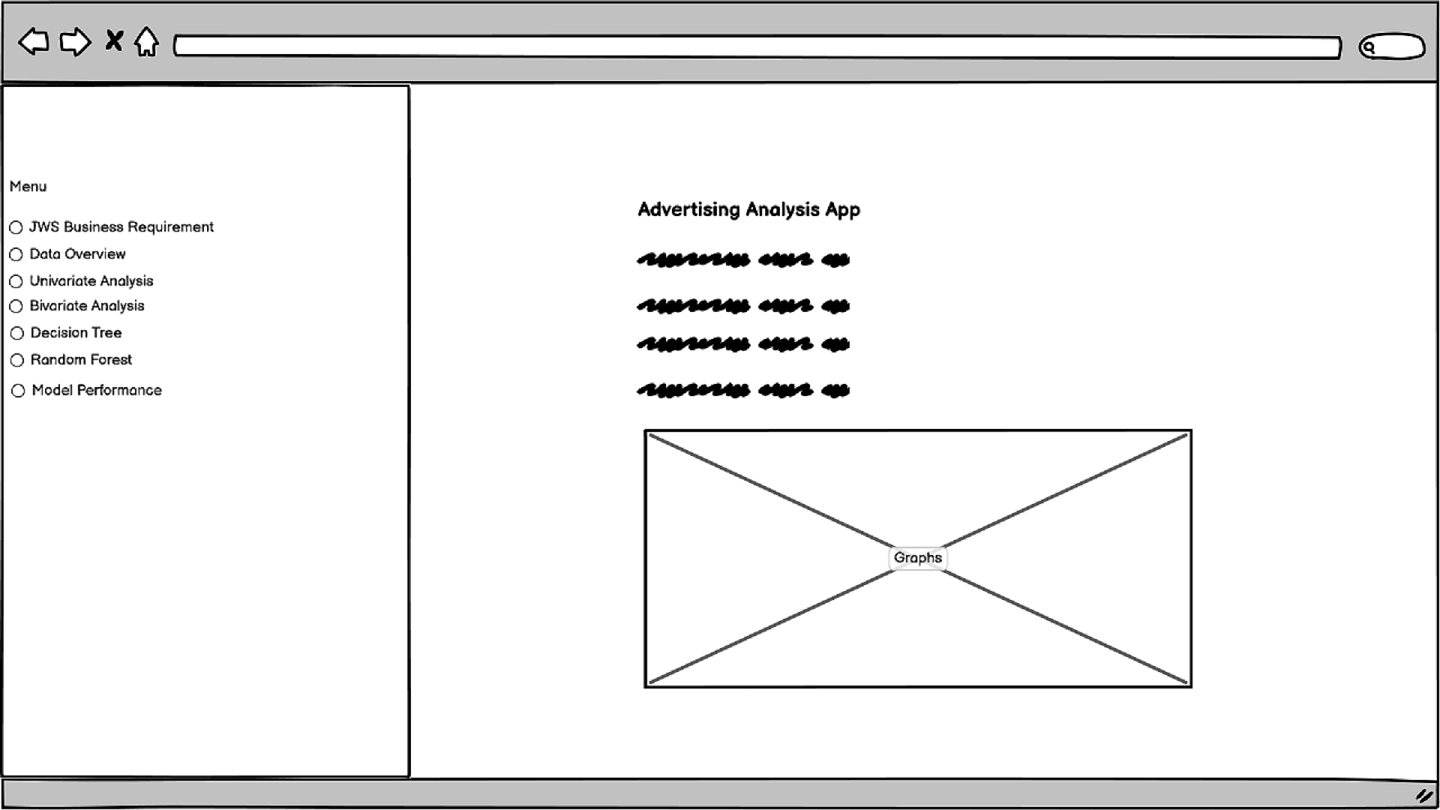 Menu
JWS Business Requirement
Data Overview
Univariate Analysis
Bivariate Analysis
Decision Tree
Random Forest
Model Performance
Advertising Analysis App
Graphs